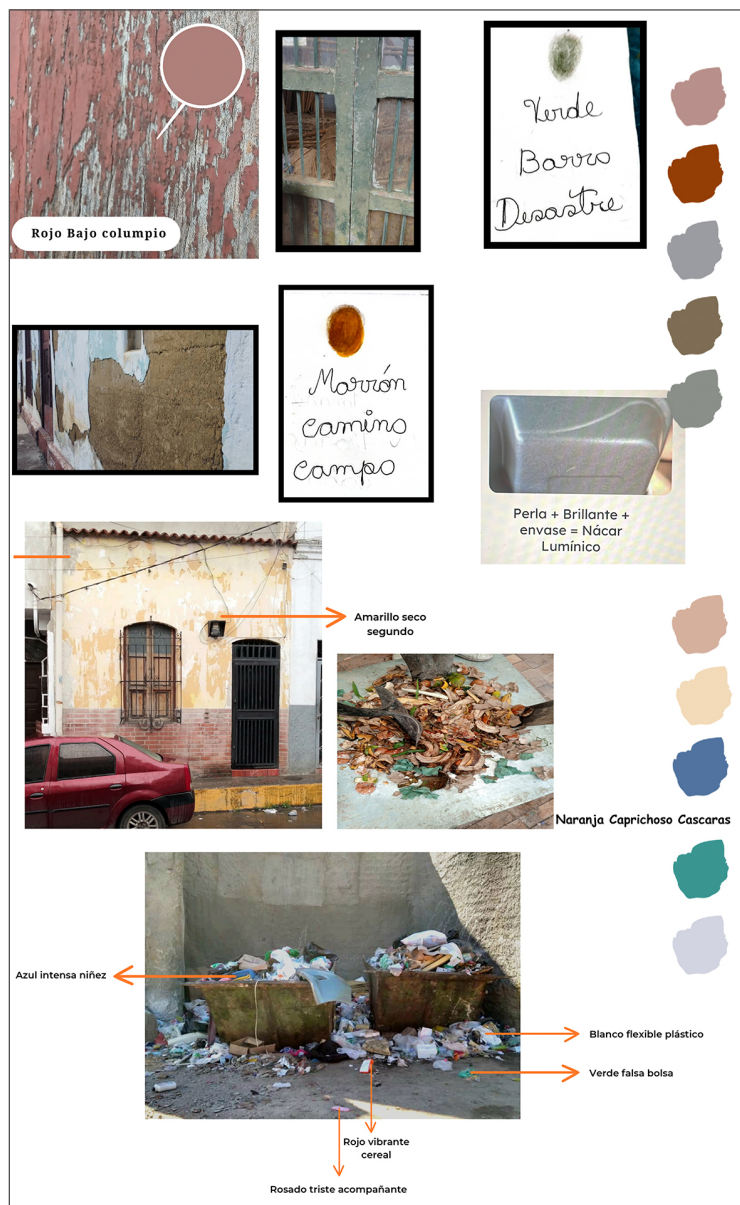 Rojo Bajo columpio
Verde
Barro
Desastre
Marrón
camino
campo
Perla + Brillante +
envase = Nácar
Lumínico
Amarillo seco
segundo
Naranja Caprichoso Cascaras
Azul intensa niñez
Blanco flexible plástico
Verde falsa bolsa
Rojo vibrante
cereal
Rosado triste acompañante